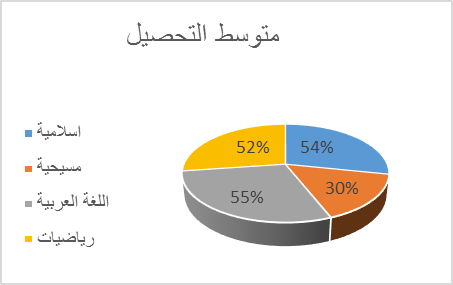 متوسط التحصيل
اسلامية
مسيحية
اللغة العربية
رياضيات
54%
30%
55%
52%